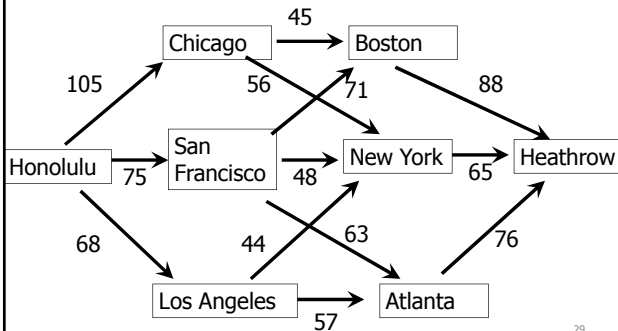 45
Chicago Boston
105 56 71 88
San
Francisco
Honolulu New York Heathrow
75 48 65
68 44 63 76
Los Angeles Atlanta
57
29